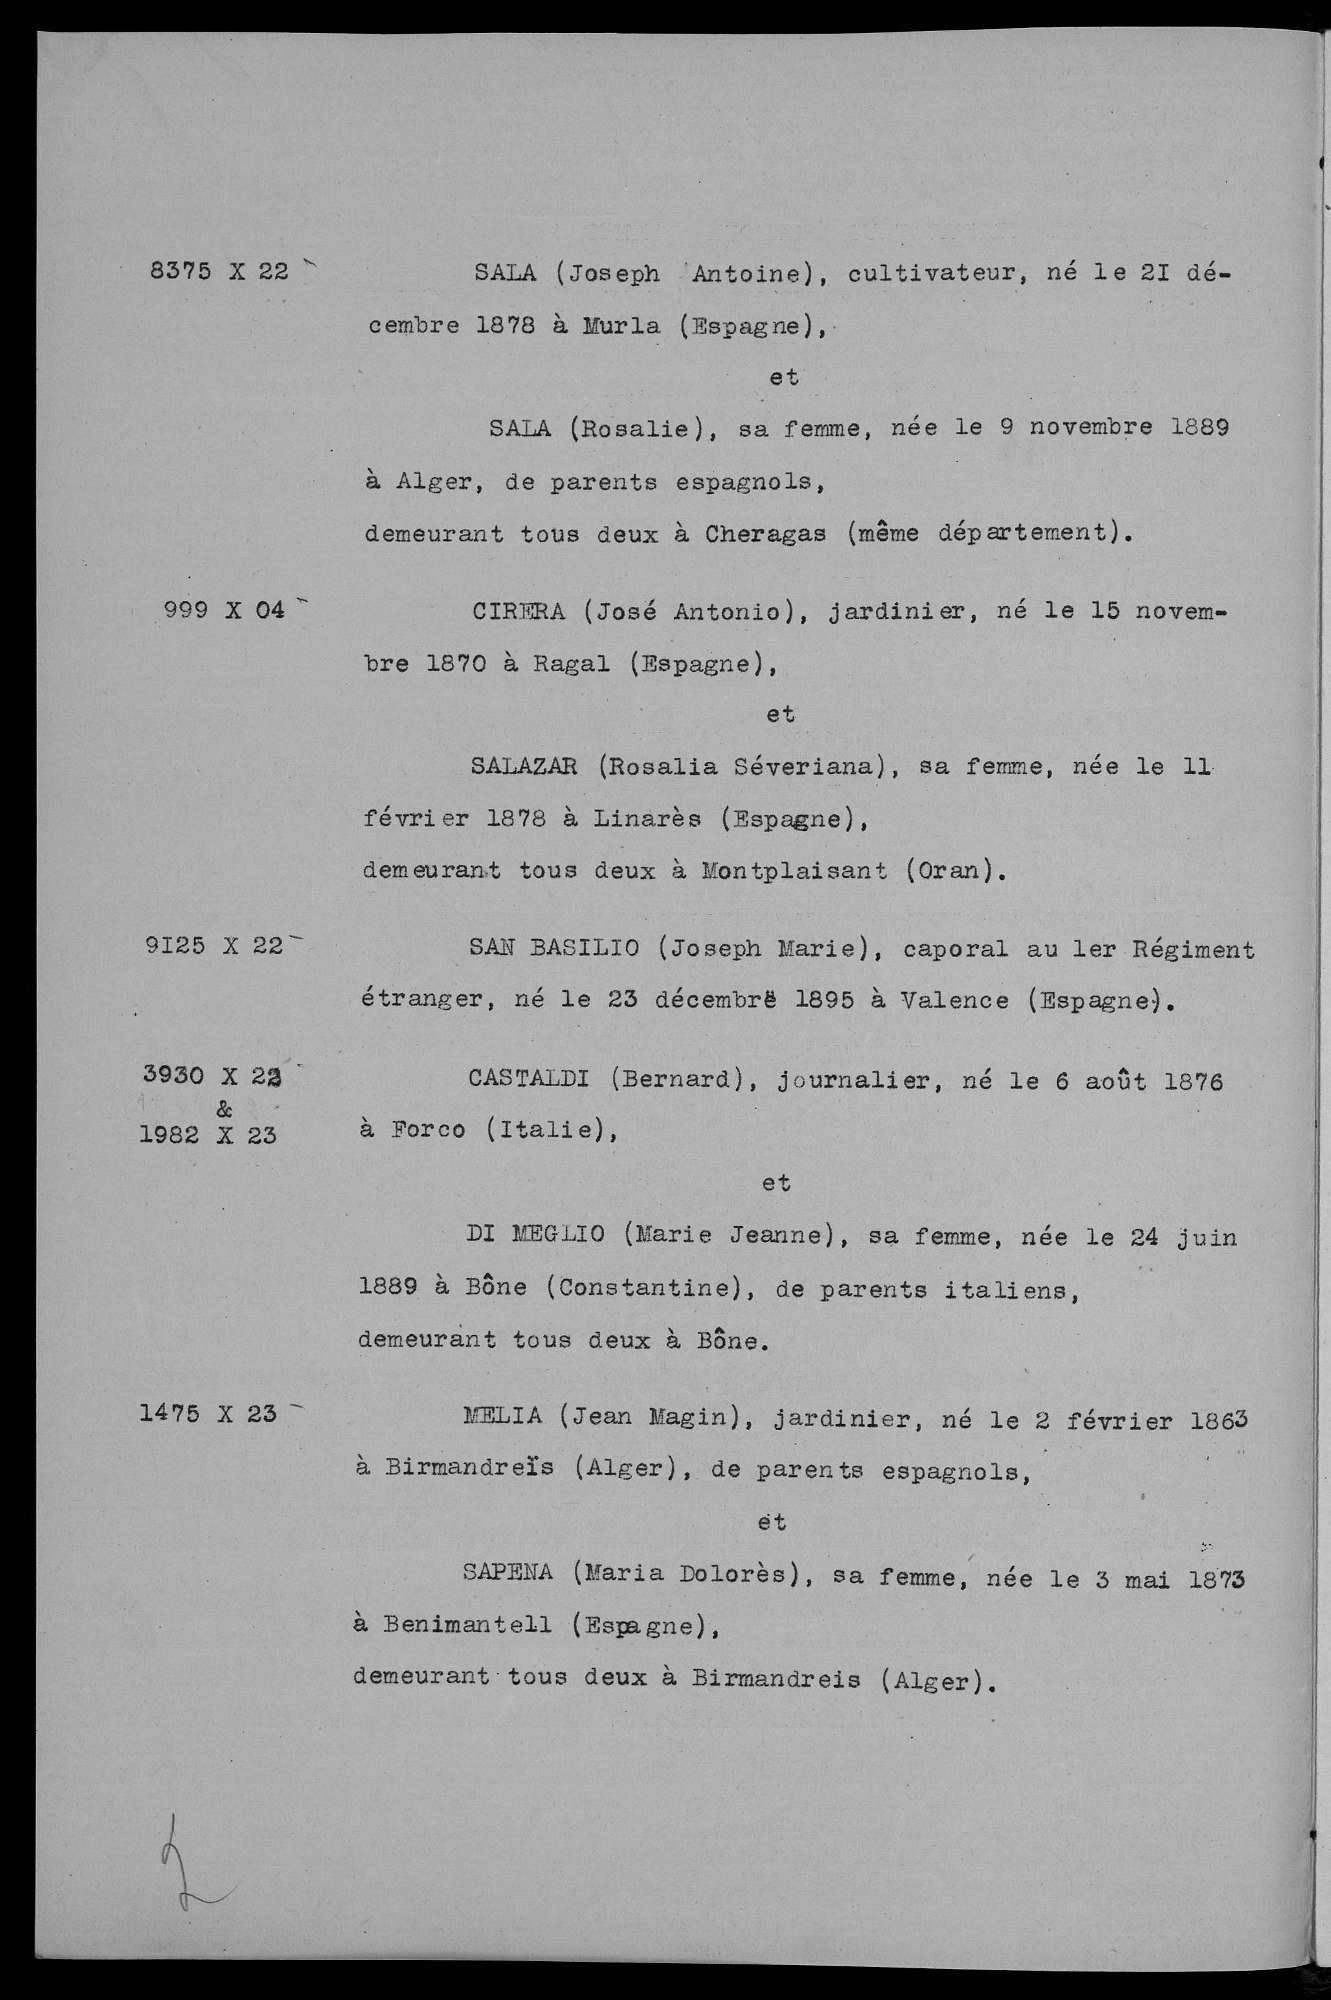 8375 X 22 SALA (Joseph Antoine), cultivateur, né le 2I dé-
cembre 1878 à Murla (Espagne),
et
SALA (Rosalie), sa femme, née le 9 novembre 1889
à Alger, de parents espagnols,
demeurant tous deux à Cheragas (même département).
999 X 04 CIRERA (José Antonio), jardinier, né le 15 novem-
bre 1870 à Ragal (Espagne),
et
SALAZAR (Rosalia Séveriana), sa femme, née le 11
février 1878 à Linarès (Espagne),
demeurant tous deux à Montplaisant (Oran).
9I25 X 22 SAN BASILIO (Joseph Marie), caporal au 1er Régiment
étranger, né le 23 décembre 1895 à Valence (Espagne).
3930 X 22 CASTALDI (Bernard), journalier, né le 6 août 1876
&
1982 X 23 à Forco (Italie),
et
DI MEGLIO (Marie Jeanne), sa femme, née le 24 juin
1889 à Bône (Constantine), de parents italiens,
demeurant tous deux à Bône.
1475 X 23 MELIA (Jean Magin), jardinier, né le 2 février 1863
à Birmandreïs (Alger), de parents espagnols,
et
SAPENA (Maria Dolorès), sa femme, née le 3 mai 1873
à Benimantell (Espagne),
demeurant tous deux à Birmandreis (Alger).